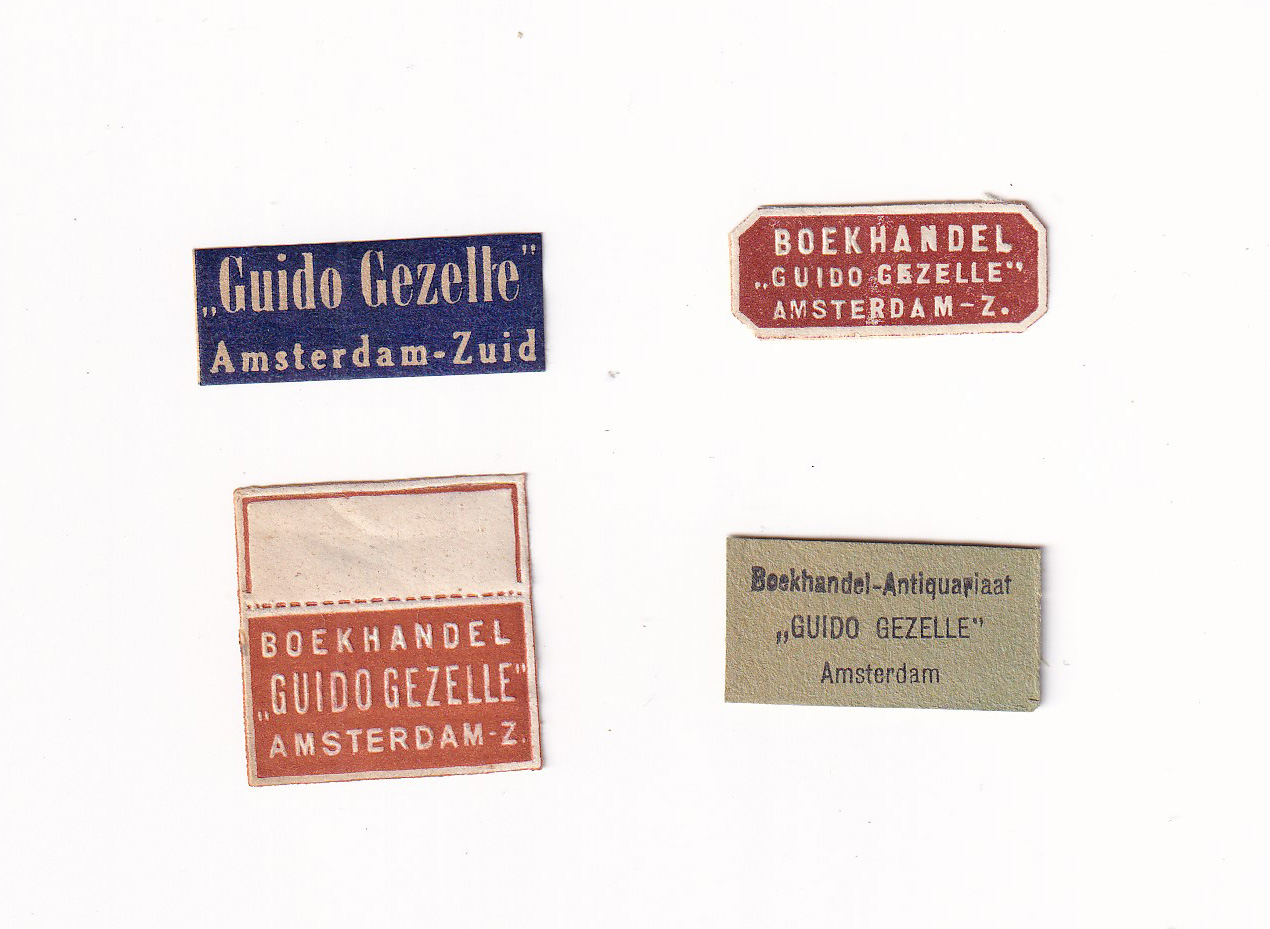 „Guido Gezelle”
Amsterdam-Zuid
BOEKHANDEL
„GUIDO GEZELLE”
AMSTERDAM-Z.
BOEKHANDEL
„GUIDO GEZELLE”
AMSTERDAM-Z.
Boekhandel-Antiquariaat
„GUIDO GEZELLE”
Amsterdam